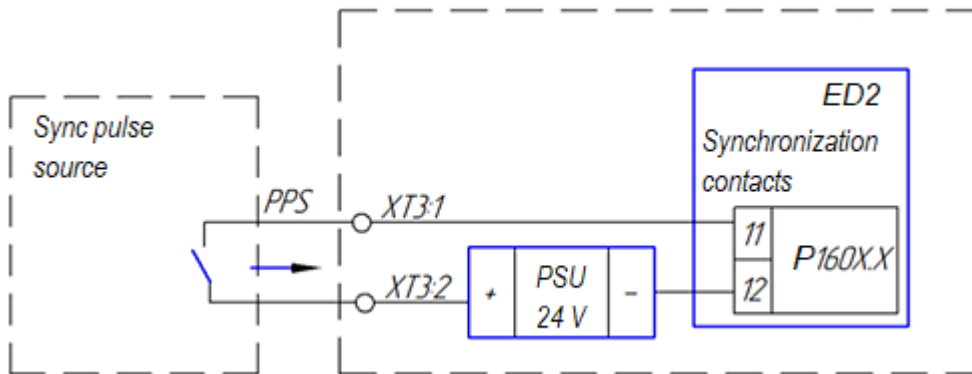 ED2
Sync pulse
source
Synchronization
contacts
PPS
XT3:1
11
P160X.X
XT3:2
+
PSU
24 V
-
12